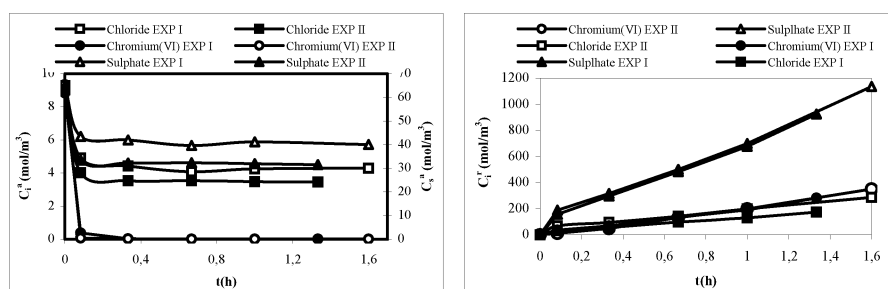 Chloride EXP I Chloride EXP II
Chromium(VI) EXP I Chromium(VI) EXP II
Sulphate EXP I Sulphate EXP II
10
8
6
4
2
0
C_i^a (mol/m³)
70
60
50
40
30
20
10
0
C_s^a (mol/m³)
0 0,4 0,8 1,2 1,6
t(h)
Chromium(VI) EXP II Sulplhate EXP II
Chloride EXP II Chromium(VI) EXP I
Sulplhate EXP I Chloride EXP I
1200
1000
800
600
400
200
0
C_i^r (mol/m³)
0 0,2 0,4 0,6 0,8 1 1,2 1,4 1,6
t(h)